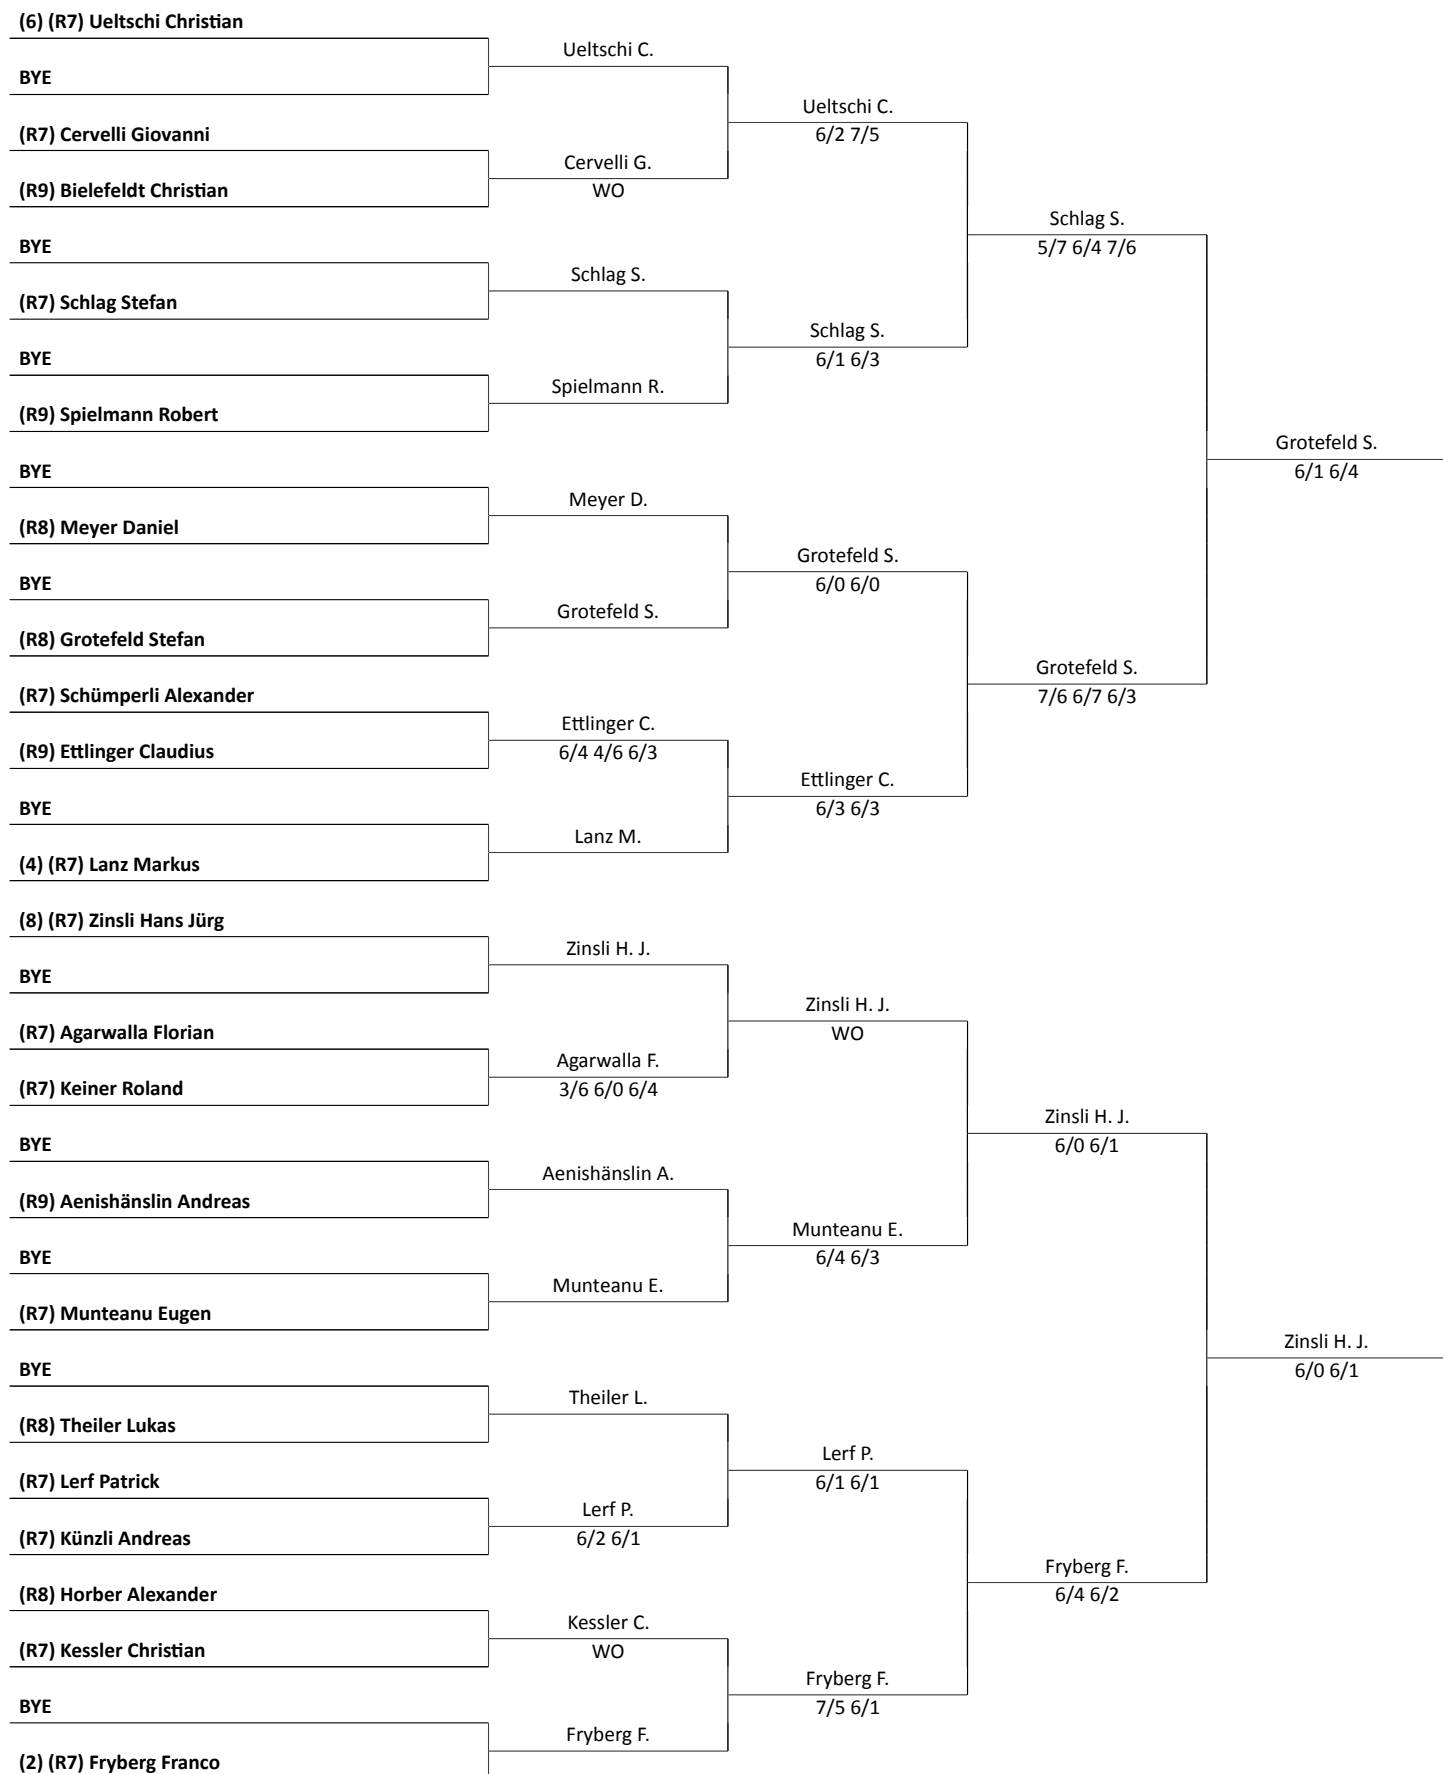 (6) (R7) Ueltschi Christian
Ueltschi C.
BYE
Ueltschi C.
6/2 7/5
(R7) Cervelli Giovanni
Cervelli G.
WO
(R9) Bielefeldt Christian
Schlag S.
5/7 6/4 7/6
BYE
Schlag S.
(R7) Schlag Stefan
Schlag S.
6/1 6/3
BYE
Spielmann R.
(R9) Spielmann Robert
Grotefeld S.
6/1 6/4
BYE
Meyer D.
(R8) Meyer Daniel
Grotefeld S.
6/0 6/0
BYE
Grotefeld S.
(R8) Grotefeld Stefan
Grotefeld S.
7/6 6/7 6/3
(R7) Schümperli Alexander
Ettlinger C.
6/4 4/6 6/3
(R9) Ettlinger Claudius
Ettlinger C.
6/3 6/3
BYE
Lanz M.
(4) (R7) Lanz Markus
(8) (R7) Zinsli Hans Jürg
Zinsli H. J.
BYE
Zinsli H. J.
WO
(R7) Agarwalla Florian
Agarwalla F.
3/6 6/0 6/4
(R7) Keiner Roland
Zinsli H. J.
6/0 6/1
BYE
Aenishänslin A.
(R9) Aenishänslin Andreas
Munteanu E.
6/4 6/3
BYE
Munteanu E.
(R7) Munteanu Eugen
Zinsli H. J.
6/0 6/1
BYE
Theiler L.
(R8) Theiler Lukas
Lerf P.
6/1 6/1
(R7) Lerf Patrick
Lerf P.
6/2 6/1
(R7) Künzli Andreas
Fryberg F.
6/4 6/2
(R8) Horber Alexander
Kessler C.
WO
(R7) Kessler Christian
Fryberg F.
7/5 6/1
BYE
Fryberg F.
(2) (R7) Fryberg Franco